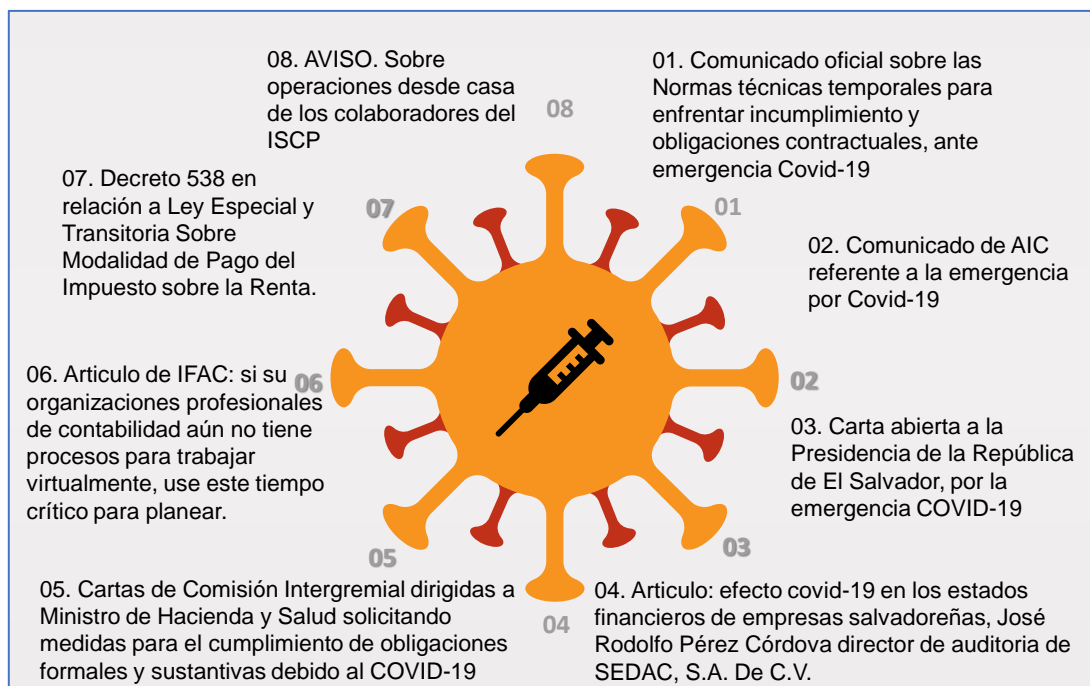 08. AVISO. Sobre
operaciones desde casa
de los colaboradores del
ISCP
08
01. Comunicado oficial sobre las
Normas técnicas temporales para
enfrentar incumplimiento y
obligaciones contractuales, ante
emergencia Covid-19
01
07. Decreto 538 en
relación a Ley Especial y
Transitoria Sobre
Modalidad de Pago del
Impuesto sobre la Renta.
07
02. Comunicado de AIC
referente a la emergencia
por Covid-19
02
06. Articulo de IFAC: si su
organizaciones profesionales
de contabilidad aún no tiene
procesos para trabajar
virtualmente, use este tiempo
crítico para planear.
06
03. Carta abierta a la
Presidencia de la República
de El Salvador, por la
emergencia COVID-19
03
05. Cartas de Comisión Intergremial dirigidas a
Ministro de Hacienda y Salud solicitando
medidas para el cumplimiento de obligaciones
formales y sustantivas debido al COVID-19
05
04. Articulo: efecto covid-19 en los estados
financieros de empresas salvadoreñas, José
Rodolfo Pérez Córdova director de auditoria de
SEDAC, S.A. De C.V.
04